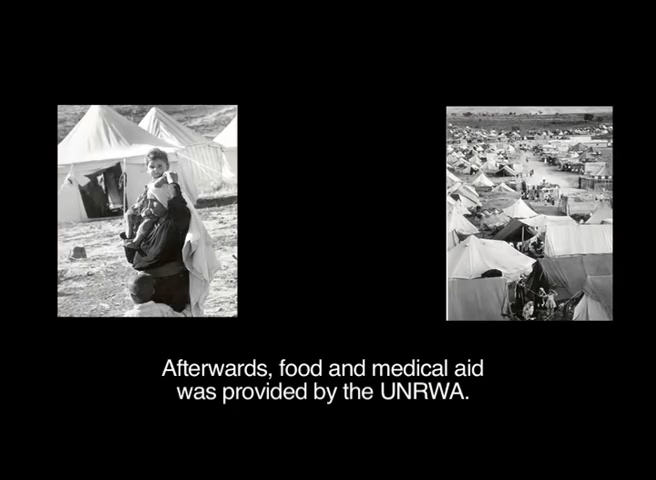 Afterwards, food and medical aid
was provided by the UNRWA.